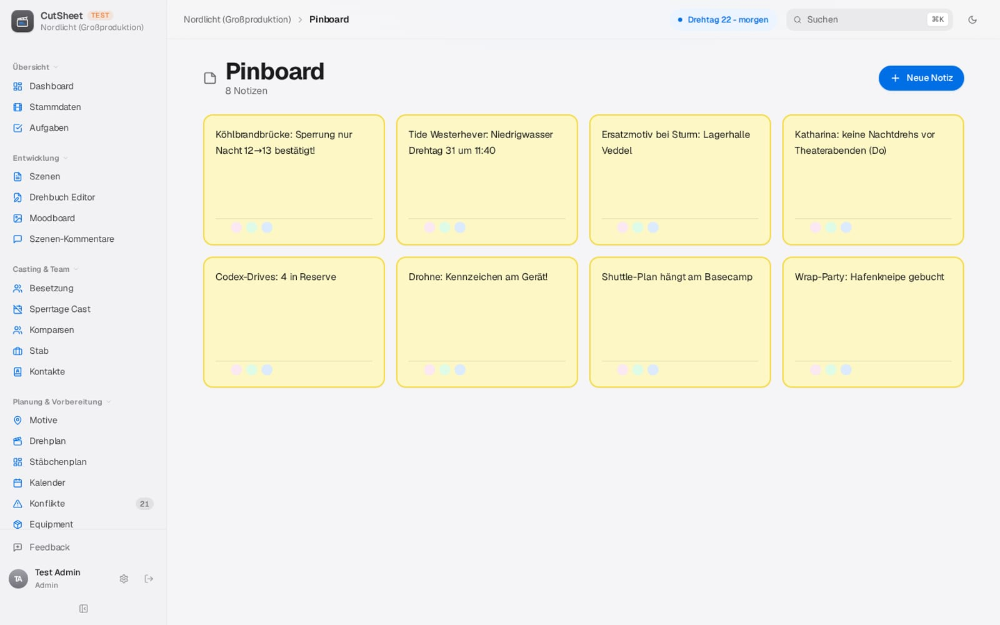 CutSheet TEST
Nordlicht (Großproduktion)
Übersicht
Dashboard
Stammdaten
Aufgaben
Entwicklung
Szenen
Drehbuch Editor
Moodboard
Szenen-Kommentare
Casting & Team
Besetzung
Sperrtage Cast
Komparsen
Stab
Kontakte
Planung & Vorbereitung
Motive
Drehplan
Stäbchenplan
Kalender
Konflikte 21
Equipment
Feedback
TA
Test Admin
Admin
Nordlicht (Großproduktion) > Pinboard
Drehtag 22 - morgen
Suchen ⌘K
Pinboard
8 Notizen
+ Neue Notiz
Köhlbrandbrücke: Sperrung nur
Nacht 12→13 bestätigt!
Tide Westerhever: Niedrigwasser
Drehtag 31 um 11:40
Ersatzmotiv bei Sturm: Lagerhalle
Veddel
Katharina: keine Nachtdrehs vor
Theaterabenden (Do)
Codex-Drives: 4 in Reserve
Drohne: Kennzeichen am Gerät!
Shuttle-Plan hängt am Basecamp
Wrap-Party: Hafenkneipe gebucht